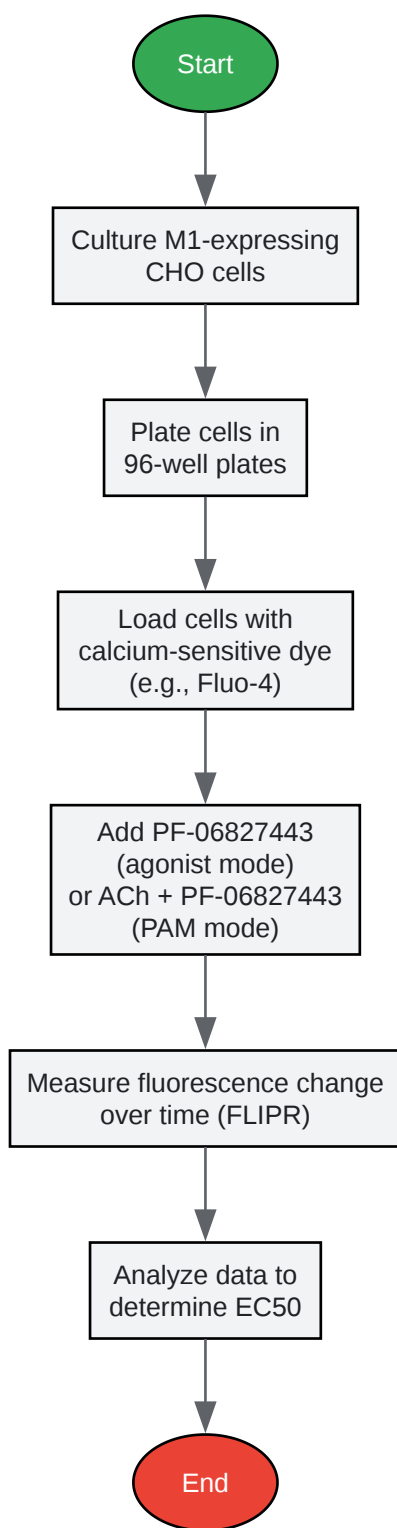 Start
Culture M1-expressing
CHO cells
Plate cells in
96-well plates
Load cells with
calcium-sensitive dye
(e.g., Fluo-4)
Add PF-06827443
(agonist mode)
or ACh + PF-06827443
(PAM mode)
Measure fluorescence change
over time (FLIPR)
Analyze data to
determine EC50
End